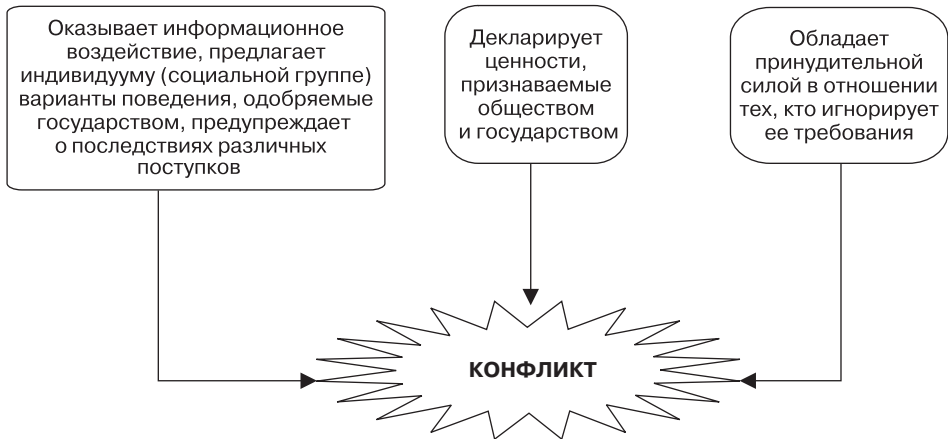 Оказывает информационное
воздействие, предлагает
индивидууму (социальной группе)
варианты поведения, одобряемые
государством, предупреждает
о последствиях различных
поступков
Декларирует
ценности,
признаваемые
обществом
и государством
Обладает
принудительной
силой в отношении
тех, кто игнорирует
ее требования
КОНФЛИКТ